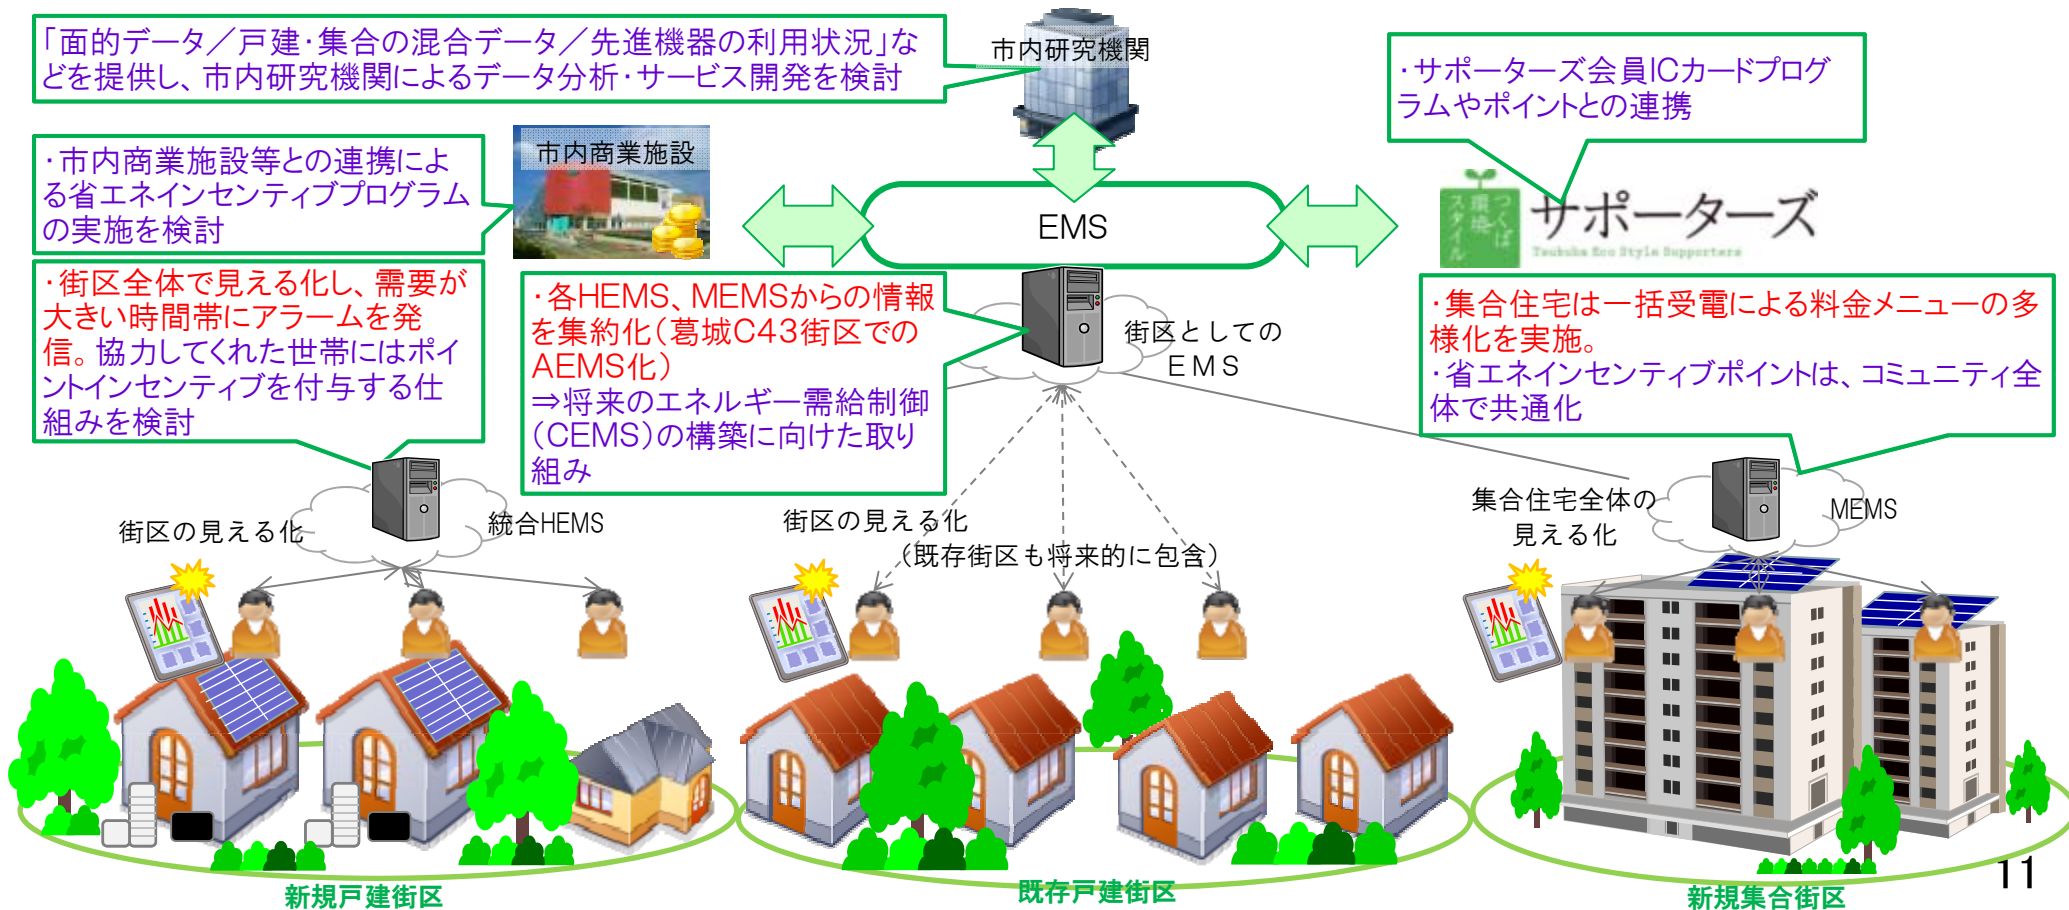 「面的データ／戸建・集合の混合データ／先進機器の利用状況」な
どを提供し、市内研究機関によるデータ分析・サービス開発を検討
市内研究機関
・サポーターズ会員ICカードプログ
ラムやポイントとの連携
市内商業施設
・市内商業施設等との連携によ
る省エネインセンティブプログラム
の実施を検討
EMS
つくば
環境
スタイル
サポーターズ
Tsukuba Eco Style Supporters
・街区全体で見える化し、需要が
大きい時間帯にアラームを発
信。協力してくれた世帯にはポイ
ントインセンティブを付与する仕
組みを検討
・各HEMS、MEMSからの情報
を集約化（葛城C43街区での
AEMS化）
⇒将来のエネルギー需給制御
（CEMS）の構築に向けた取り
組み
街区としての
EMS
・集合住宅は一括受電による料金メニューの多
様化を実施。
・省エネインセンティブポイントは、コミュニティ全
体で共通化
街区の見える化
統合HEMS
街区の見える化
（既存街区も将来的に包含）
集合住宅全体の
見える化
MEMS
新規戸建街区
既存戸建街区
新規集合街区
11